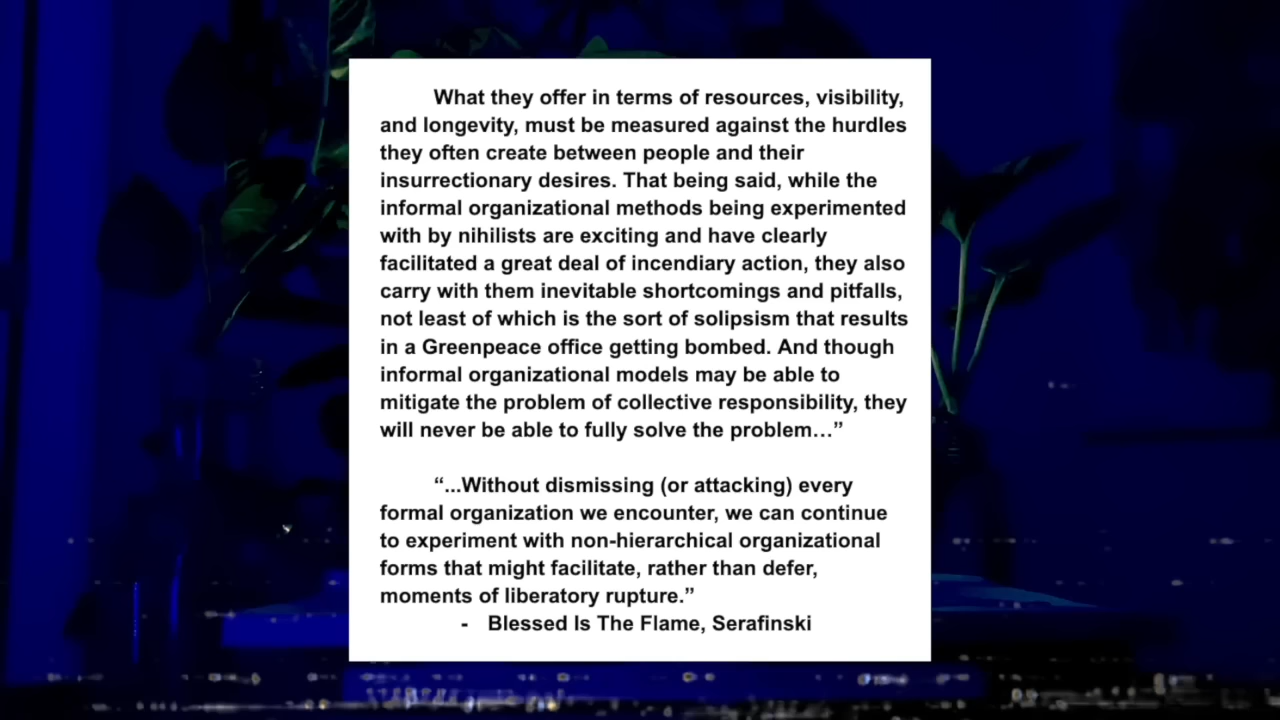 What they offer in terms of resources, visibility,
and longevity, must be measured against the hurdles
they often create between people and their
insurrectionary desires. That being said, while the
informal organizational methods being experimented
with by nihilists are exciting and have clearly
facilitated a great deal of incendiary action, they also
carry with them inevitable shortcomings and pitfalls,
not least of which is the sort of solipsism that results
in a Greenpeace office getting bombed. And though
informal organizational models may be able to
mitigate the problem of collective responsibility, they
will never be able to fully solve the problem…”
“...Without dismissing (or attacking) every
formal organization we encounter, we can continue
to experiment with non-hierarchical organizational
forms that might facilitate, rather than defer,
moments of liberatory rupture.”
- Blessed Is The Flame, Serafinski